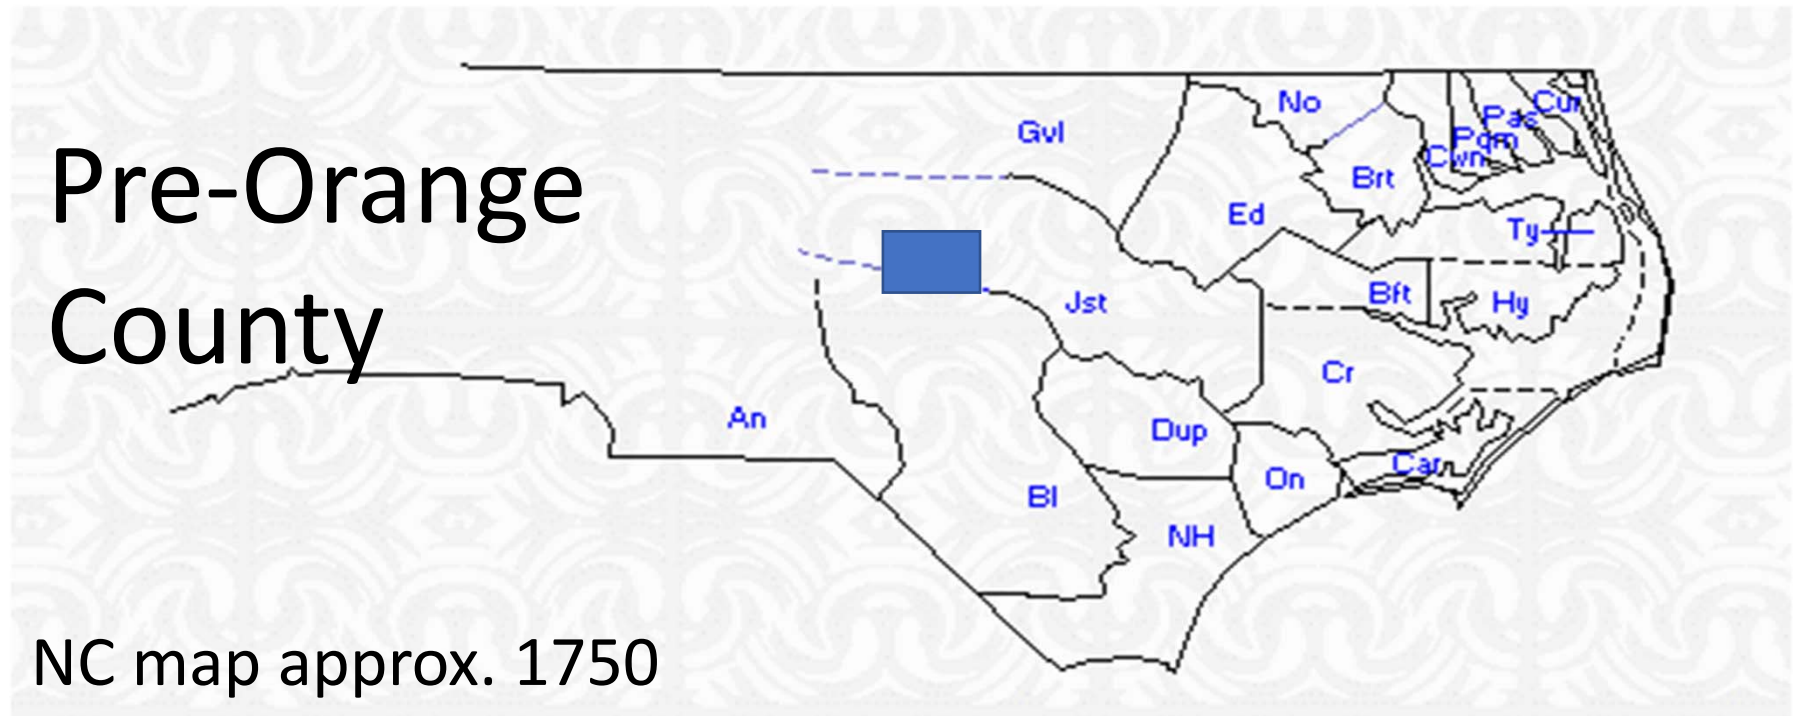 Pre-Orange
County
NC map approx. 1750
Gvl
No
Cur
Pas
Pqm
Cwn
Brt
Ed
Ty
Jst
Bft
Hy
Cr
An
Dup
Car
On
Bl
NH